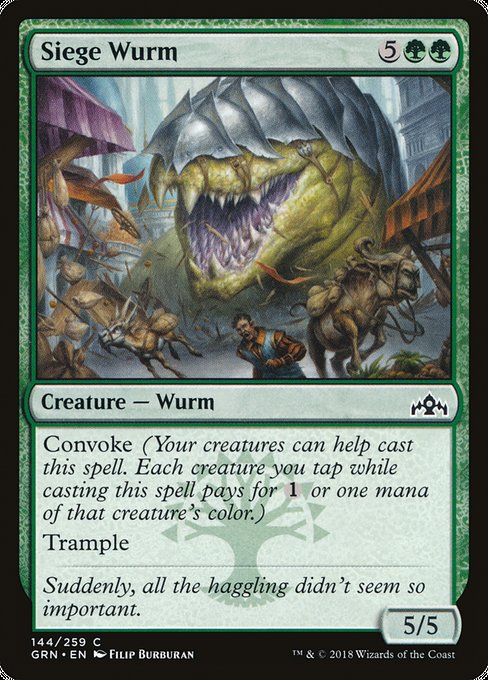 Siege Wurm 5
Creature — Wurm
Convoke (Your creatures can help cast
this spell. Each creature you tap while
casting this spell pays for 1 or one mana
of that creature's color.)
Trample
Suddenly, all the haggling didn't seem so
important.
5/5
144/259 C
GRN • EN Filip Burburan
™ & © 2018 Wizards of the Coast